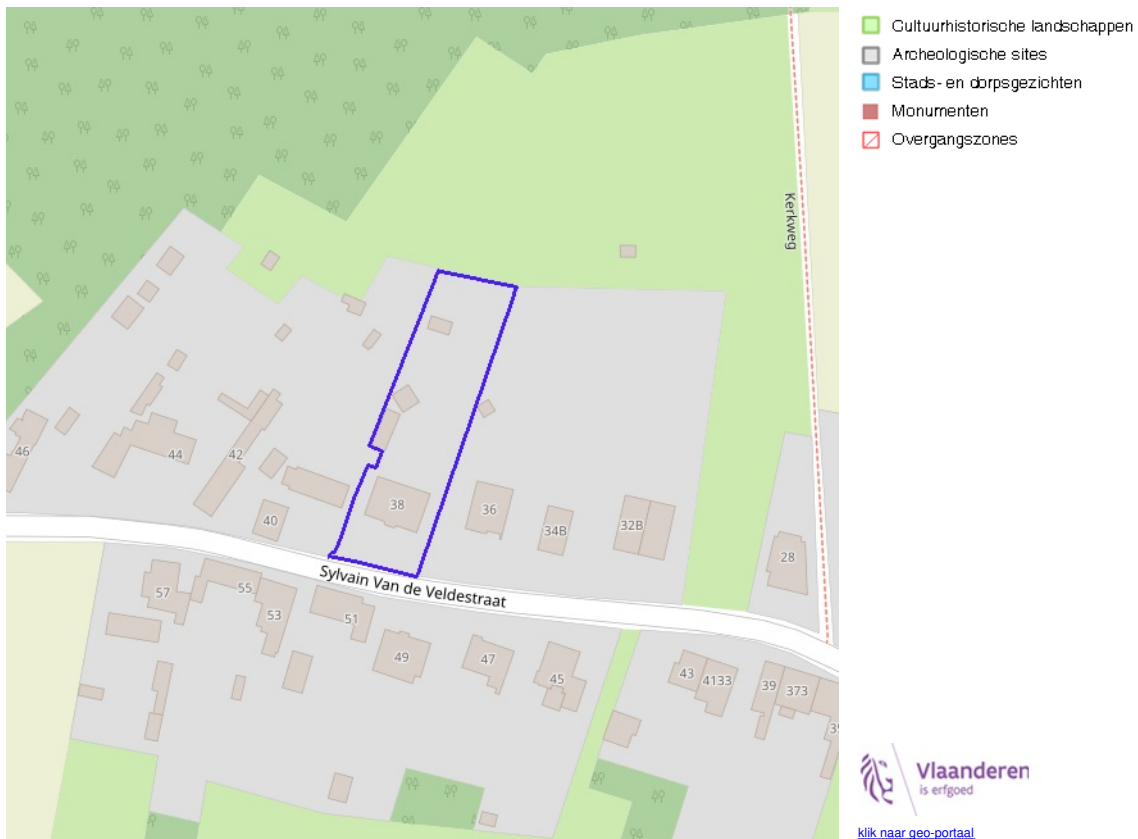 Cultuurhistorische landschappen
Archeologische sites
Stads- en dorpsgezichten
Monumenten
Overgangszones
Kerkweg
46
44
42
40
38
36
34B
32B
28
Sylvain Van de Veldestraat
57
55
53
51
49
47
45
43
4133
39
373
Vlaanderen
is erfgoed
klik naar geo-portaal